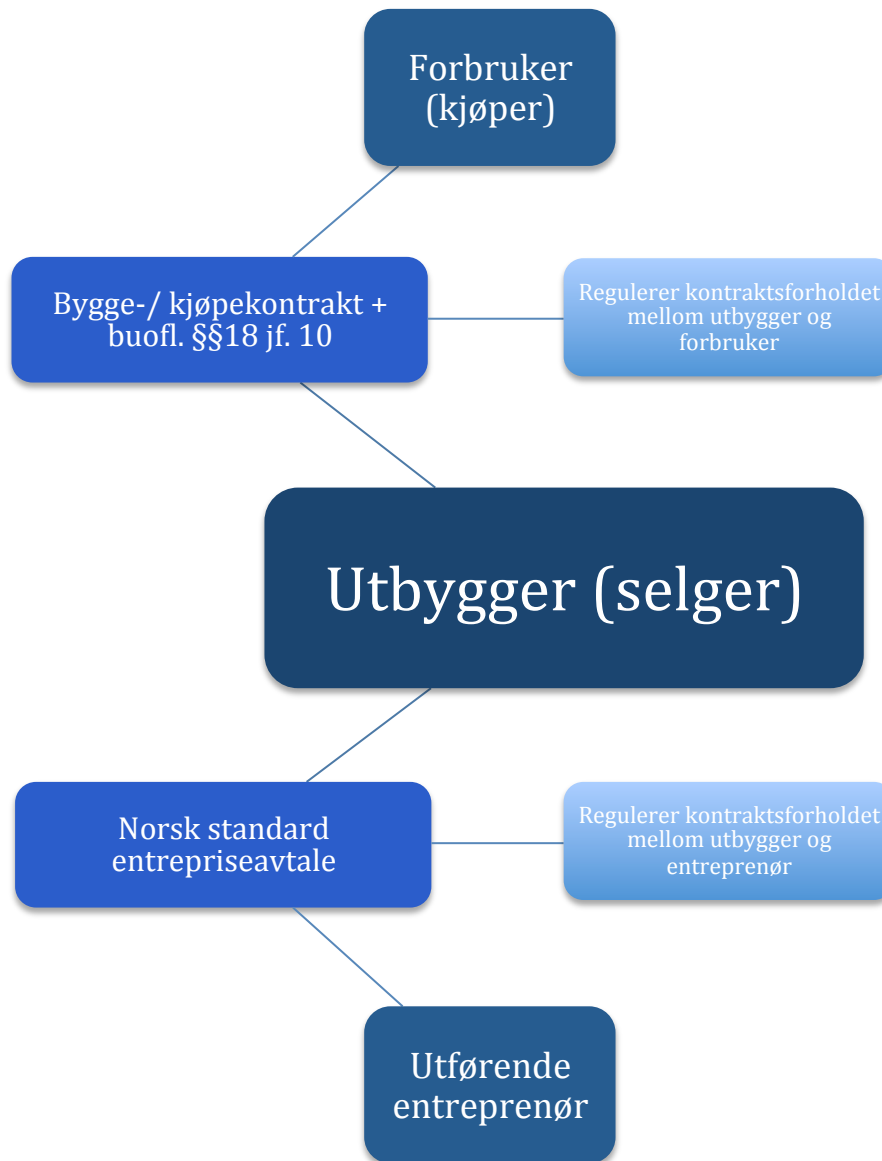 Forbruker
(kjøper)
Bygge-/ kjøpekontrakt +
buofl. §§18 jf. 10
Regulerer kontraktsforholdet
mellom utbygger og
forbruker
Utbygger (selger)
Norsk standard
entrepriseavtale
Regulerer kontraktsforholdet
mellom utbygger og
entreprenør
Utførende
entreprenør